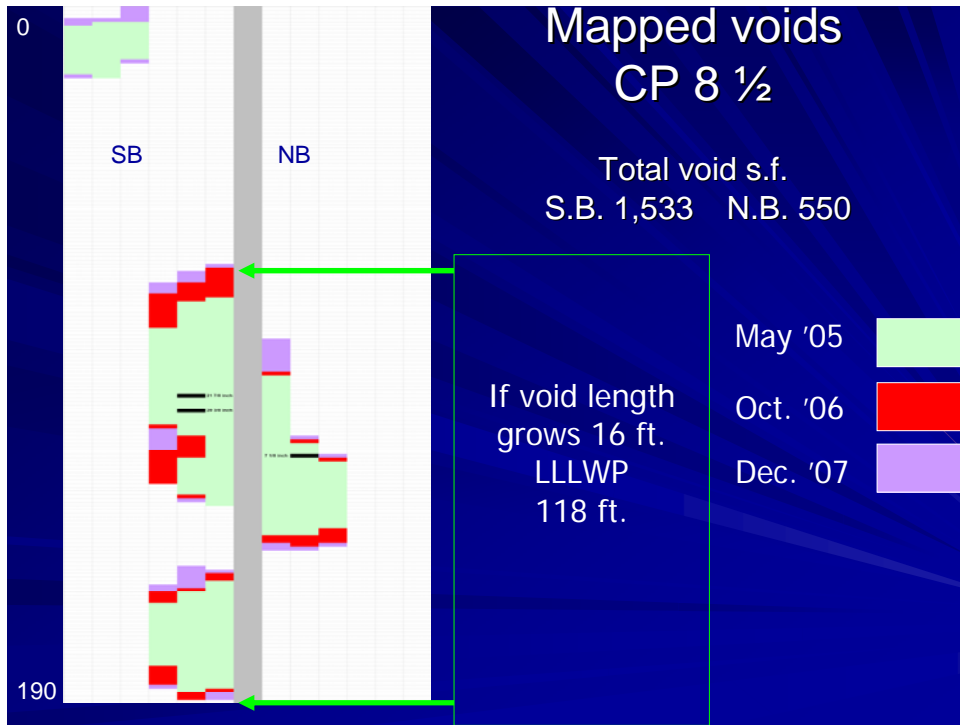 Mapped voids
CP 8 ½
Total void s.f.
S.B. 1,533 N.B. 550
0
SB NB
If void length
grows 16 ft.
LLLWP
118 ft.
May '05
Oct. '06
Dec. '07
190